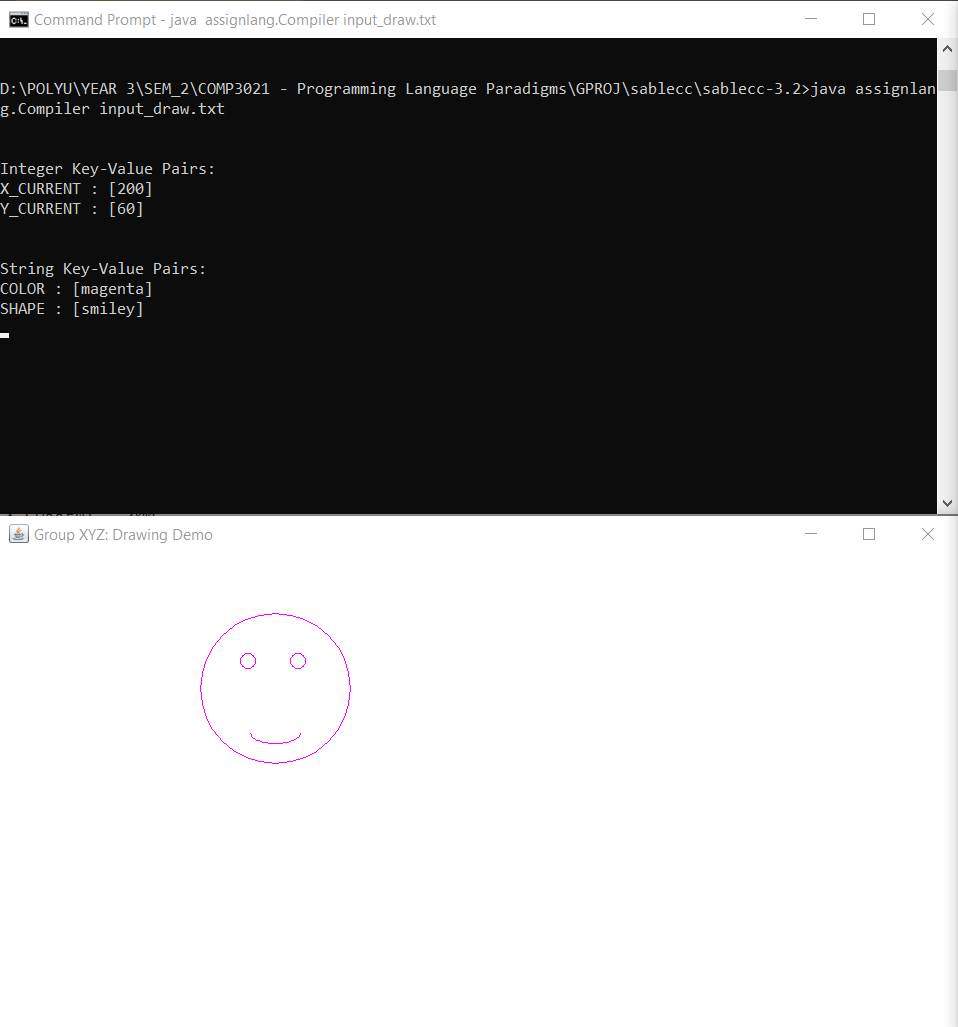 Command Prompt - java  assignlang.Compiler input_draw.txt
D:\POLYU\YEAR 3\SEM_2\COMP3021 - Programming Language Paradigms\GPROJ\sablecc\sablecc-3.2>java assignlan
g.Compiler input_draw.txt
Integer Key-Value Pairs:
X_CURRENT : [200]
Y_CURRENT : [60]
String Key-Value Pairs:
COLOR : [magenta]
SHAPE : [smiley]
Group XYZ: Drawing Demo